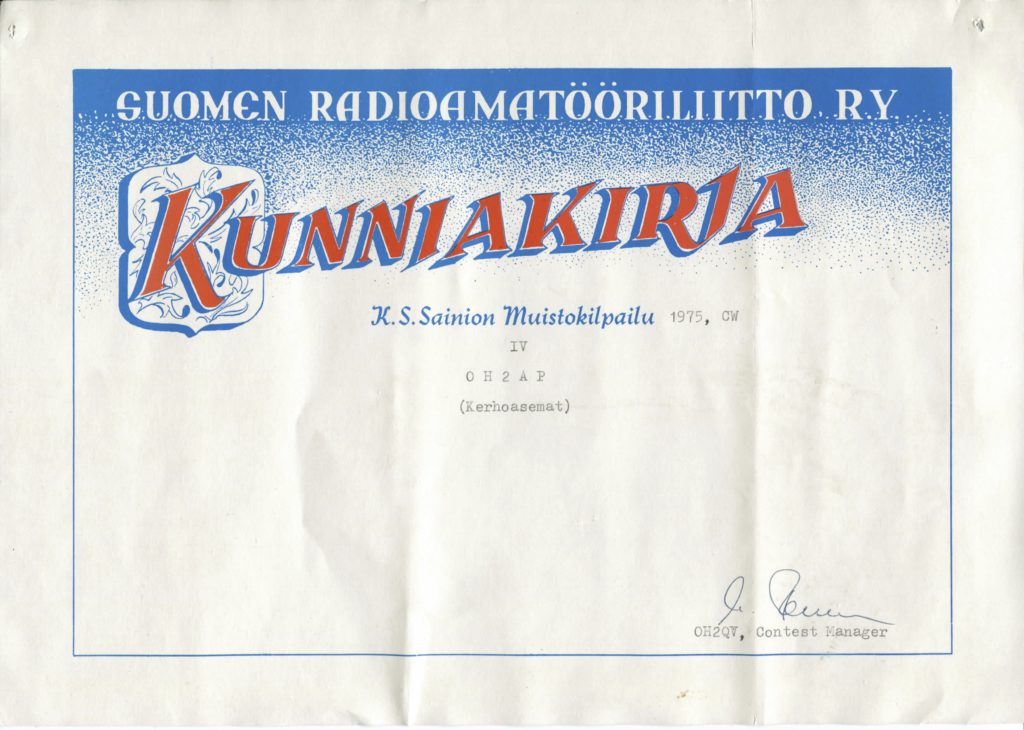 SUOMEN RADIOAMATÖÖRILIITTO R.Y.
KUNNIAKIRJA
K. S. Sainion Muistokilpailu 1975, CW
IV
O H 2 A P
(Kerhoasemat)
OH2QV, Contest Manager